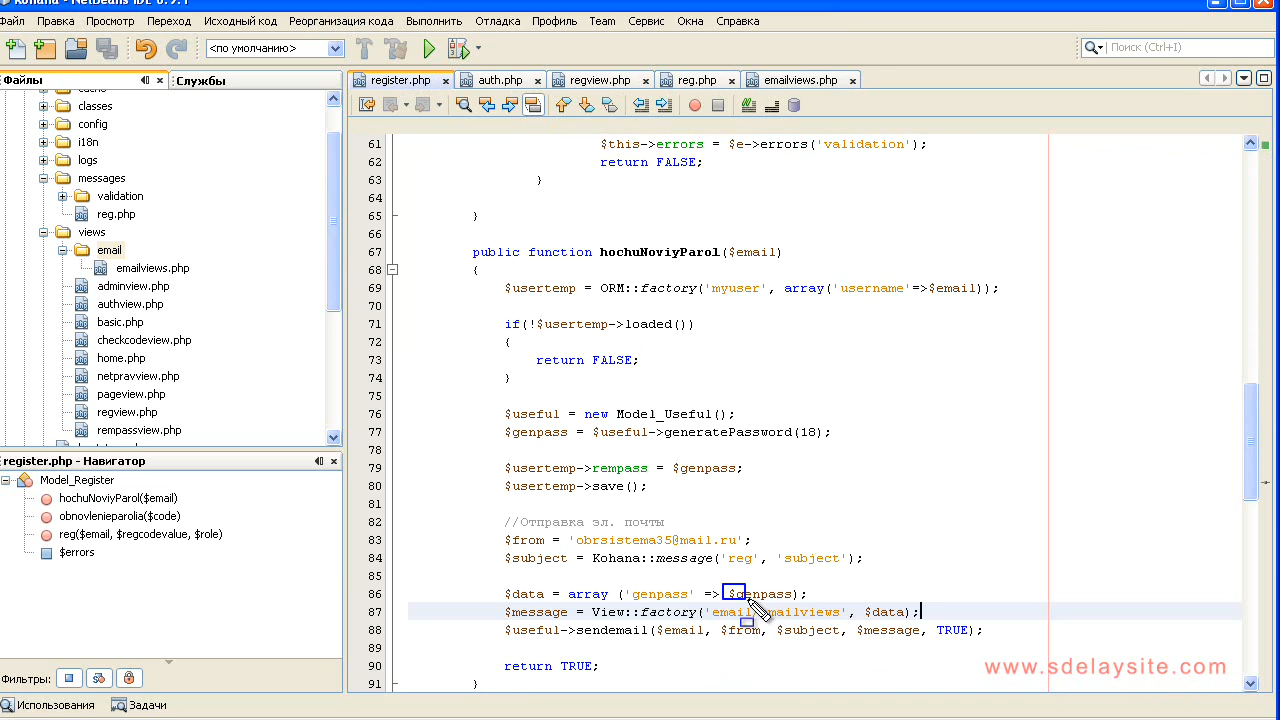 Kohana - NetBeans IDE 6.9.1
Файл Правка Просмотр Переход Исходный код Реорганизация кода Выполнить Отладка Профиль Team Сервис Окна Справка
<по умолчанию> Поиск (Ctrl+I)
Файлы Службы
register.php auth.php regview.php reg.php emailviews.php
classes
config
i18n
logs
messages
validation
reg.php
views
email
emailviews.php
adminview.php
authview.php
basic.php
checkcodeview.php
home.php
netpravview.php
pageview.php
regview.php
rempassview.php
register.php - Навигатор
Model_Register
hochuNoviyParol($email)
obnovlenieparolia($code)
reg($email, $regcodevalue, $role)
$errors
Фильтры:
Использования Задачи
61 $this->errors = $e->errors('validation');
62 return FALSE;
63 }
64
65 }
66
67 public function hochuNoviyParol($email)
68 {
69 $usertemp = ORM::factory('myuser', array('username'=>$email));
70
71 if(!$usertemp->loaded())
72 {
73 return FALSE;
74 }
75
76 $useful = new Model_Useful();
77 $genpass = $useful->generatePassword(18);
78
79 $usertemp->rempass = $genpass;
80 $usertemp->save();
81
82 //Отправка эл. почты
83 $from = 'obrsistema35@mail.ru';
84 $subject = Kohana::message('reg', 'subject');
85
86 $data = array ('genpass' => $genpass);
87 $message = View::factory('email/emailviews', $data);
88 $useful->sendemail($email, $from, $subject, $message, TRUE);
89
90 return TRUE;
91 }
www.sdelaysite.com